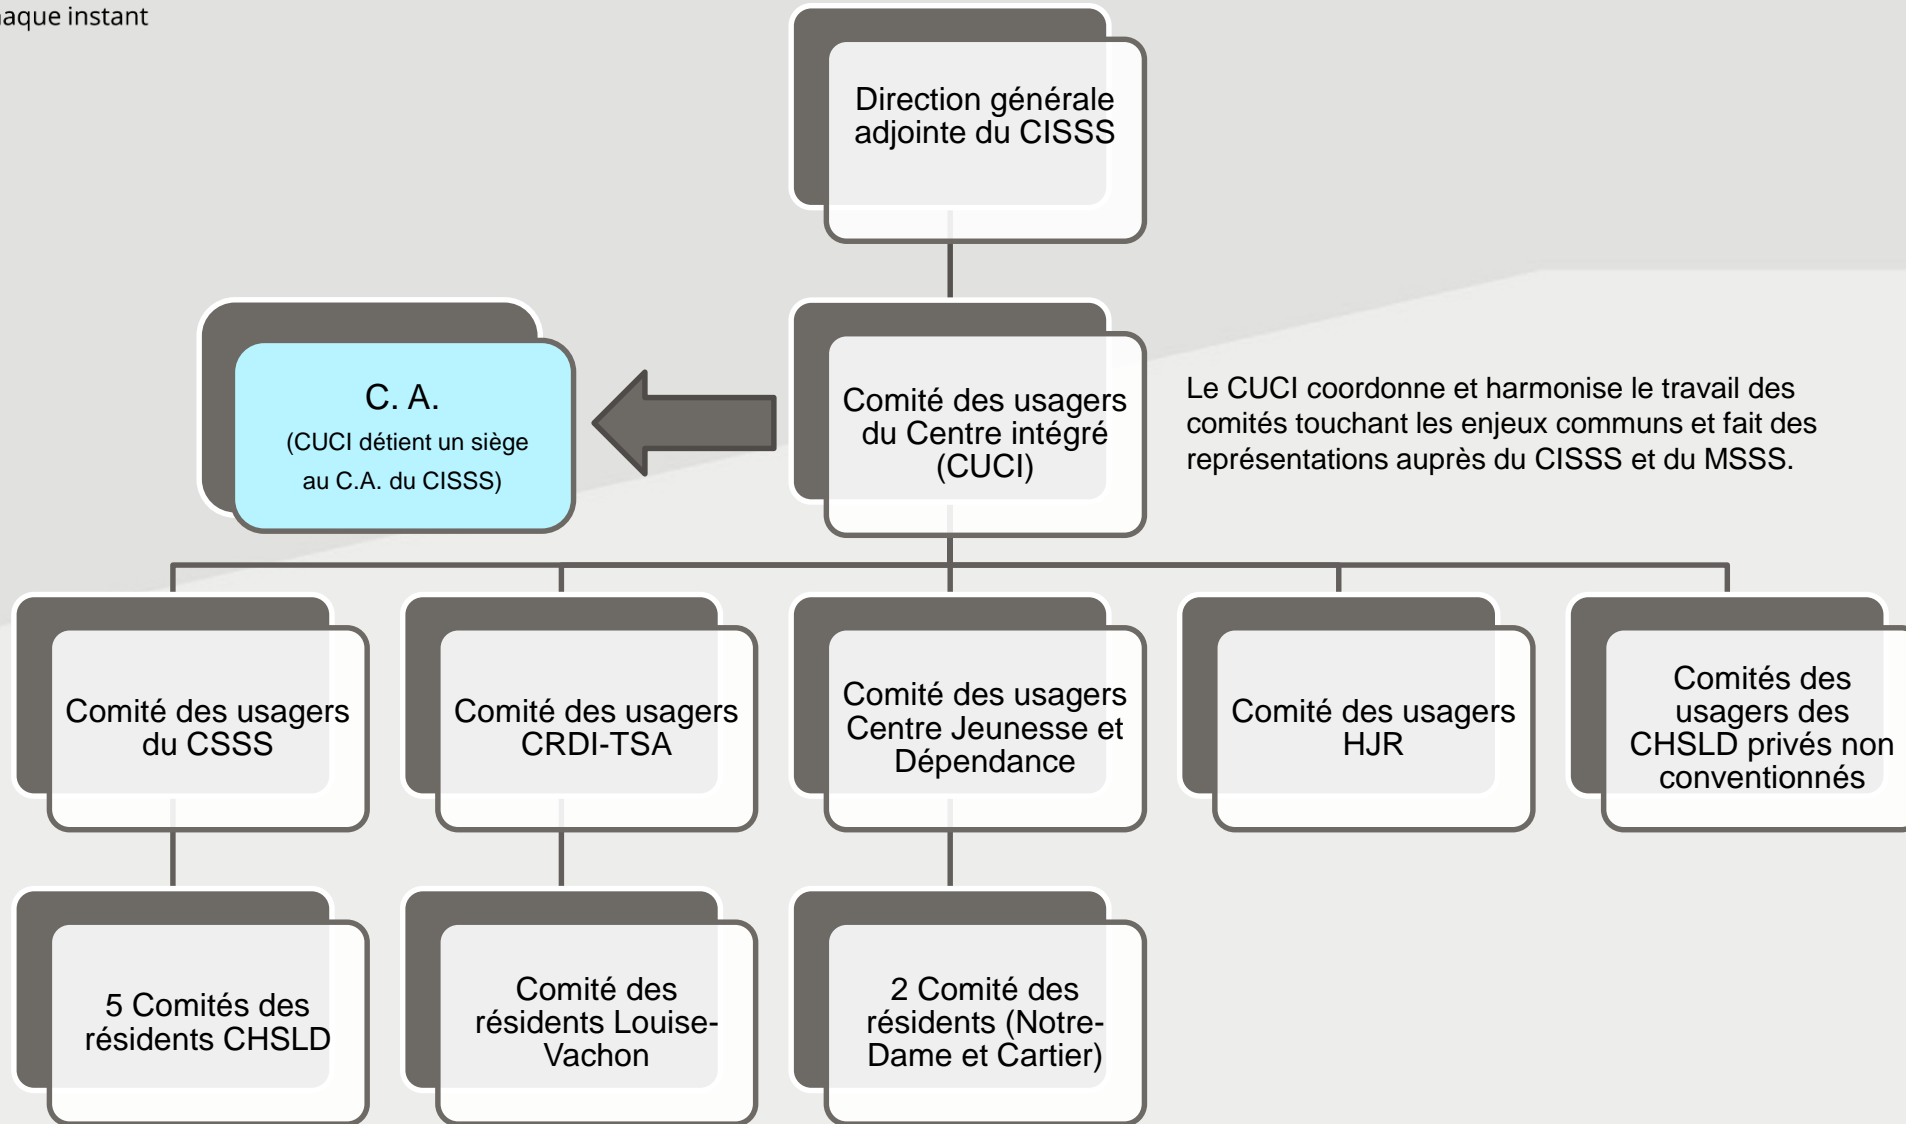 haque instant
Direction générale
adjointe du CISSS
C. A.
(CUCI détient un siège
au C.A. du CISSS)
Comité des usagers
du Centre intégré
(CUCI)
Le CUCI coordonne et harmonise le travail des
comités touchant les enjeux communs et fait des
représentations auprès du CISSS et du MSSS.
Comité des usagers
du CSSS
Comité des usagers
CRDI-TSA
Comité des usagers
Centre Jeunesse et
Dépendance
Comité des usagers
HJR
Comités des
usagers des
CHSLD privés non
conventionnés
5 Comités des
résidents CHSLD
Comité des
résidents Louise-
Vachon
2 Comité des
résidents (Notre-
Dame et Cartier)